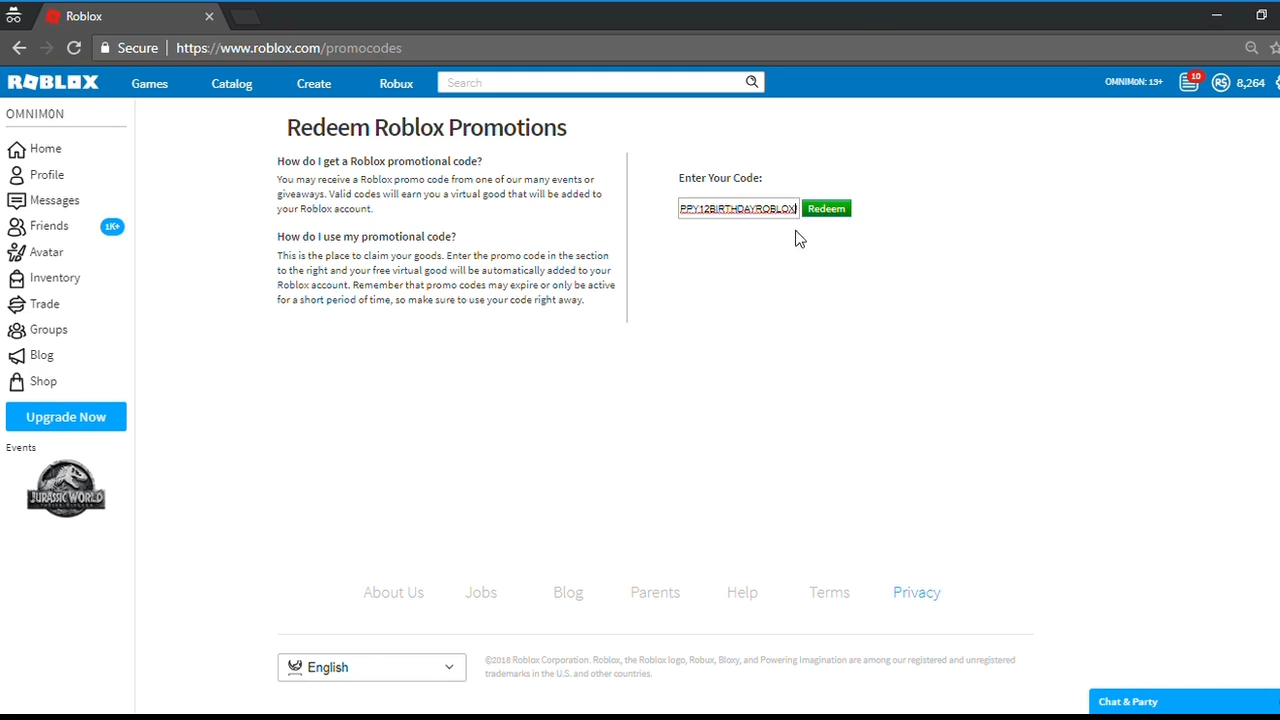 Roblox
Secure
https://www.roblox.com/promocodes
ROBLOX
Games
Catalog
Create
Robux
Search
OMNIM0N: 13+
10
R$
8,264
OMNIM0N
Home
Profile
Messages
Friends
1K+
Avatar
Inventory
Trade
Groups
Blog
Shop
Upgrade Now
Events
JURASSIC WORLD
Redeem Roblox Promotions
How do I get a Roblox promotional code?
You may receive a Roblox promo code from one of our many events or
giveaways. Valid codes will earn you a virtual good that will be added to
your Roblox account.
How do I use my promotional code?
This is the place to claim your goods. Enter the promo code in the section
to the right and your free virtual good will be automatically added to your
Roblox account. Remember that promo codes may expire or only be active
for a short period of time, so make sure to use your code right away.
Enter Your Code:
PPY12BIRTHDAYROBLOX
Redeem
About Us
Jobs
Blog
Parents
Help
Terms
Privacy
English
©2018 Roblox Corporation. Roblox, the Roblox logo, Robux, Bloxy, and Powering Imagination are among our registered and unregistered
trademarks in the U.S. and other countries.
Chat & Party